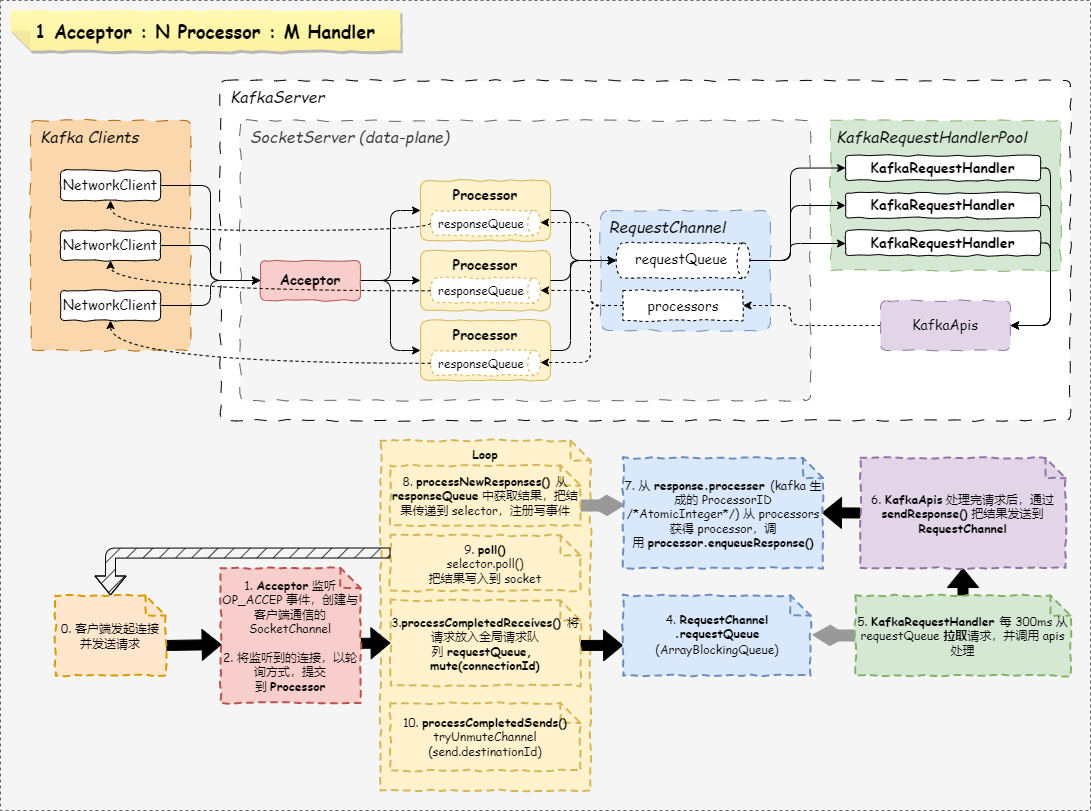 1 Acceptor : N Processor : M Handler
KafkaServer
Kafka Clients
NetworkClient
NetworkClient
NetworkClient
SocketServer (data-plane)
Acceptor
Processor
responseQueue
Processor
responseQueue
Processor
responseQueue
RequestChannel
requestQueue
processors
KafkaRequestHandlerPool
KafkaRequestHandler
KafkaRequestHandler
KafkaRequestHandler
KafkaApis
0. 客户端发起连接
并发送请求
1. Acceptor 监听
OP_ACCEP 事件，创建与
客户端通信的
SocketChannel
2. 将监听到的连接，以轮
询方式，提交
到 Processor
Loop
8. processNewResponses() 从
responseQueue 中获取结果，把结
果传递到 selector，注册写事件
9. poll()
selector.poll()
把结果写入到 socket
3.processCompletedReceives() 将
请求放入全局请求队
列 requestQueue,
mute(connectionId)
10. processCompletedSends()
tryUnmuteChannel
(send.destinationId)
7. 从 response.processer (kafka 生
成的 ProcessorID
/*AtomicInteger*/) 从 processors
获得 processor，调
用 processor.enqueueResponse()
4. RequestChannel
.requestQueue
(ArrayBlockingQueue)
6. KafkaApis 处理完请求后，通过
sendResponse() 把结果发送到
RequestChannel
5. KafkaRequestHandler 每 300ms 从
requestQueue 拉取请求，并调用 apis
处理